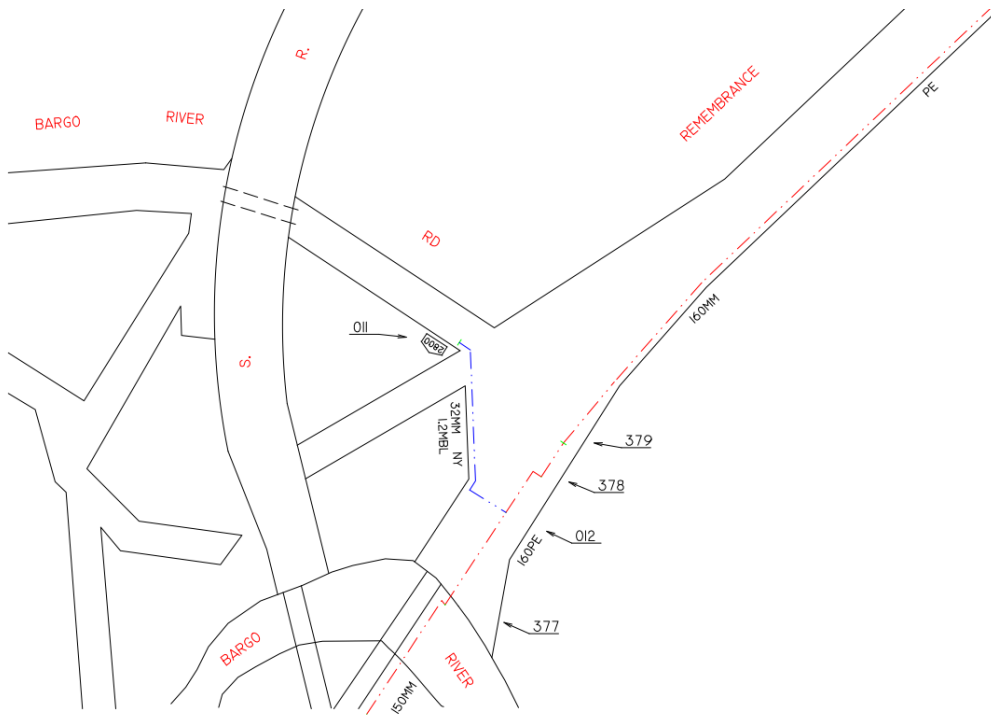 R.
REMEMBRANCE
PE
BARGO
RIVER
RD
160MM
011
2800
S.
32MM NY
1.2MBL
379
378
012
160PE
377
BARGO
RIVER
150MM